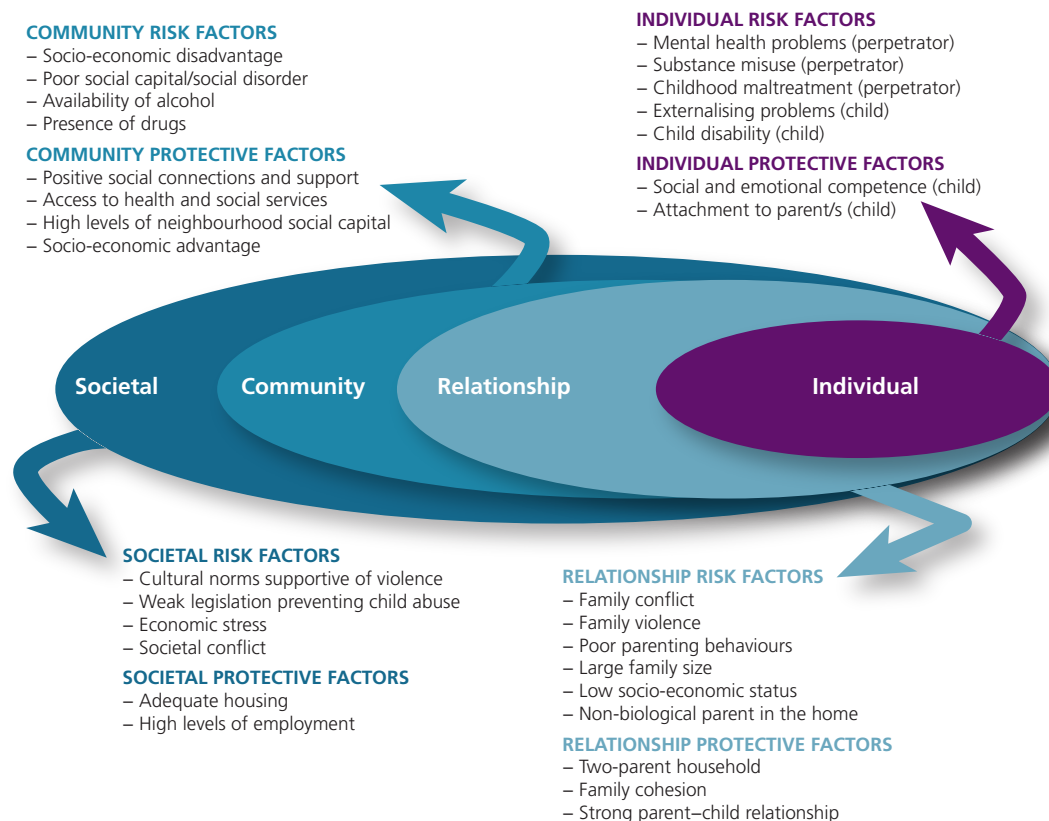 COMMUNITY RISK FACTORS
– Socio-economic disadvantage
– Poor social capital/social disorder
– Availability of alcohol
– Presence of drugs
COMMUNITY PROTECTIVE FACTORS
– Positive social connections and support
– Access to health and social services
– High levels of neighbourhood social capital
– Socio-economic advantage
INDIVIDUAL RISK FACTORS
– Mental health problems (perpetrator)
– Substance misuse (perpetrator)
– Childhood maltreatment (perpetrator)
– Externalising problems (child)
– Child disability (child)
INDIVIDUAL PROTECTIVE FACTORS
– Social and emotional competence (child)
– Attachment to parent/s (child)
Societal
Community
Relationship
Individual
SOCIETAL RISK FACTORS
– Cultural norms supportive of violence
– Weak legislation preventing child abuse
– Economic stress
– Societal conflict
SOCIETAL PROTECTIVE FACTORS
– Adequate housing
– High levels of employment
RELATIONSHIP RISK FACTORS
– Family conflict
– Family violence
– Poor parenting behaviours
– Large family size
– Low socio-economic status
– Non-biological parent in the home
RELATIONSHIP PROTECTIVE FACTORS
– Two-parent household
– Family cohesion
– Strong parent–child relationship